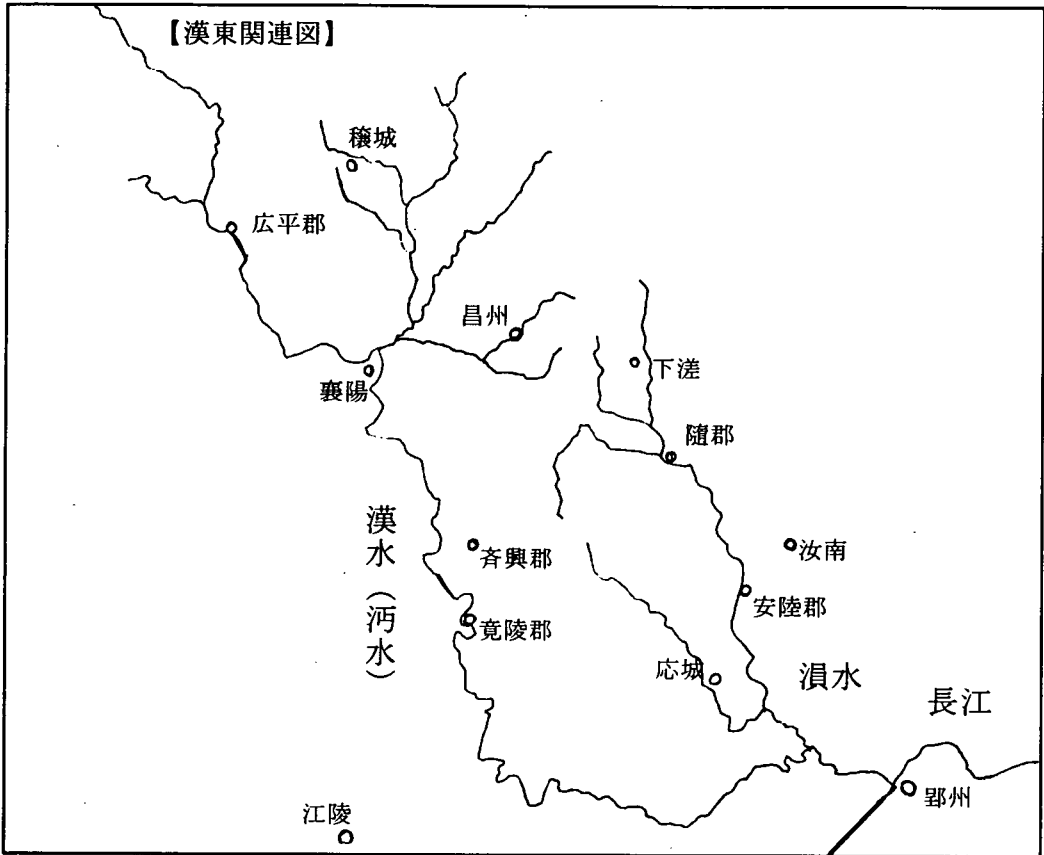 【漢東関連図】
穣城
広平郡
昌州
下溠
襄陽
隨郡
漢水（沔水）
斉興郡
汝南
安陸郡
竟陵郡
応城
溳水
長江
江陵
郢州